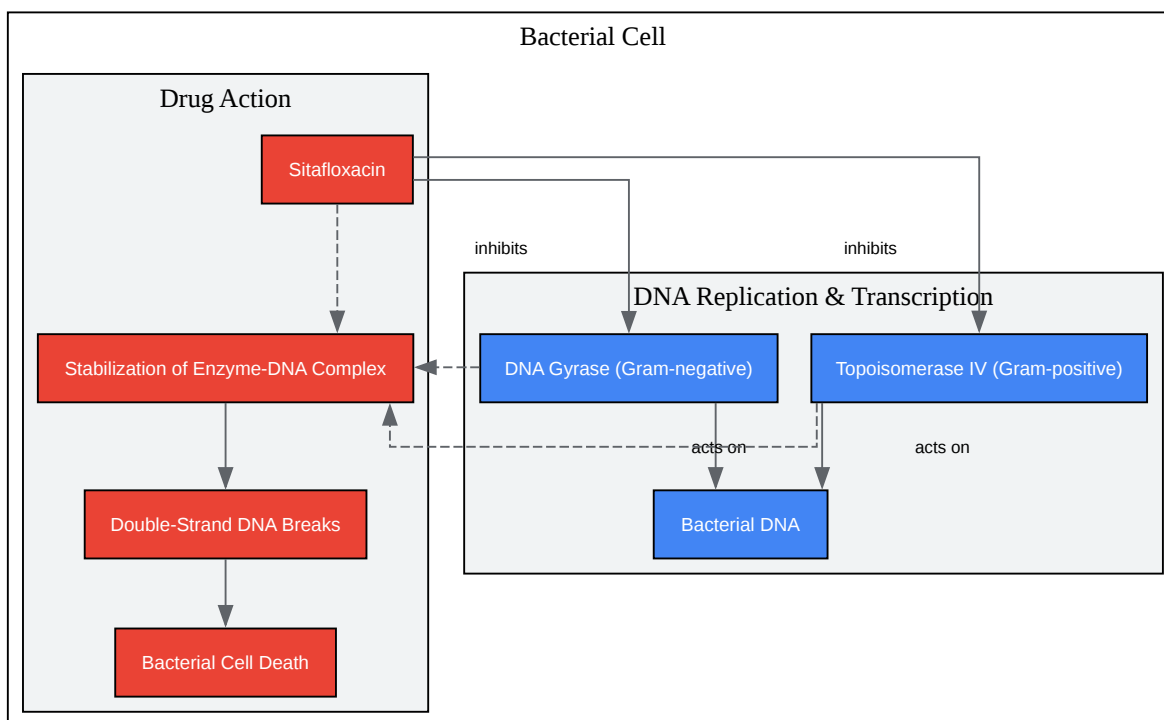 Bacterial Cell
Drug Action
Sitafloxacin
inhibits
inhibits
DNA Replication & Transcription
Stabilization of Enzyme-DNA Complex
DNA Gyrase (Gram-negative)
Topoisomerase IV (Gram-positive)
acts on
acts on
Double-Strand DNA Breaks
Bacterial DNA
Bacterial Cell Death